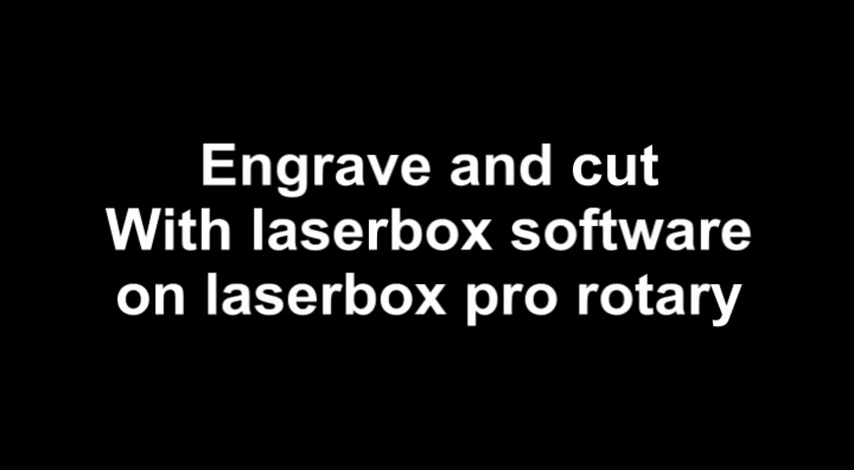 Engrave and cut
With laserbox software
on laserbox pro rotary